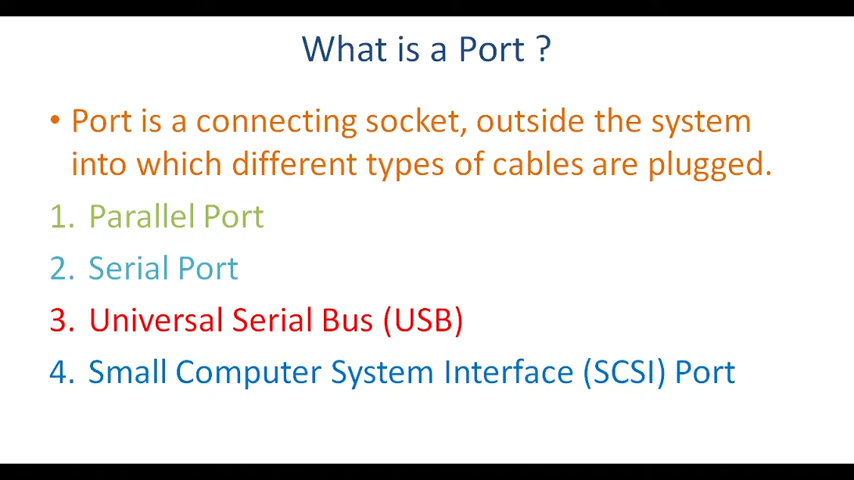 What is a Port ?
• Port is a connecting socket, outside the system
into which different types of cables are plugged.
1. Parallel Port
2. Serial Port
3. Universal Serial Bus (USB)
4. Small Computer System Interface (SCSI) Port